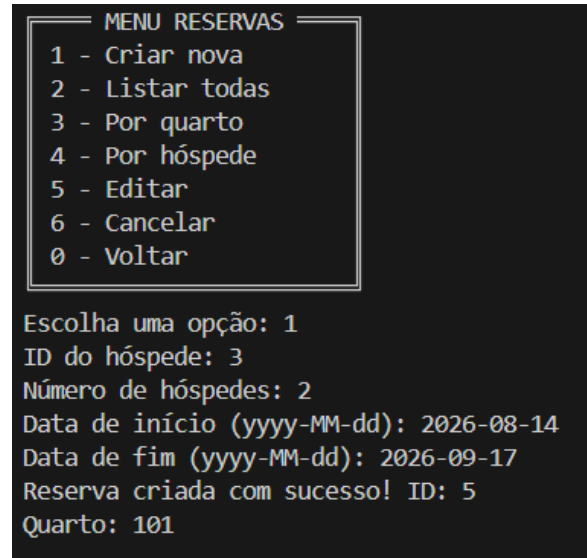 MENU RESERVAS
1 - Criar nova
2 - Listar todas
3 - Por quarto
4 - Por hóspede
5 - Editar
6 - Cancelar
0 - Voltar
Escolha uma opção: 1
ID do hóspede: 3
Número de hóspedes: 2
Data de início (yyyy-MM-dd): 2026-08-14
Data de fim (yyyy-MM-dd): 2026-09-17
Reserva criada com sucesso! ID: 5
Quarto: 101